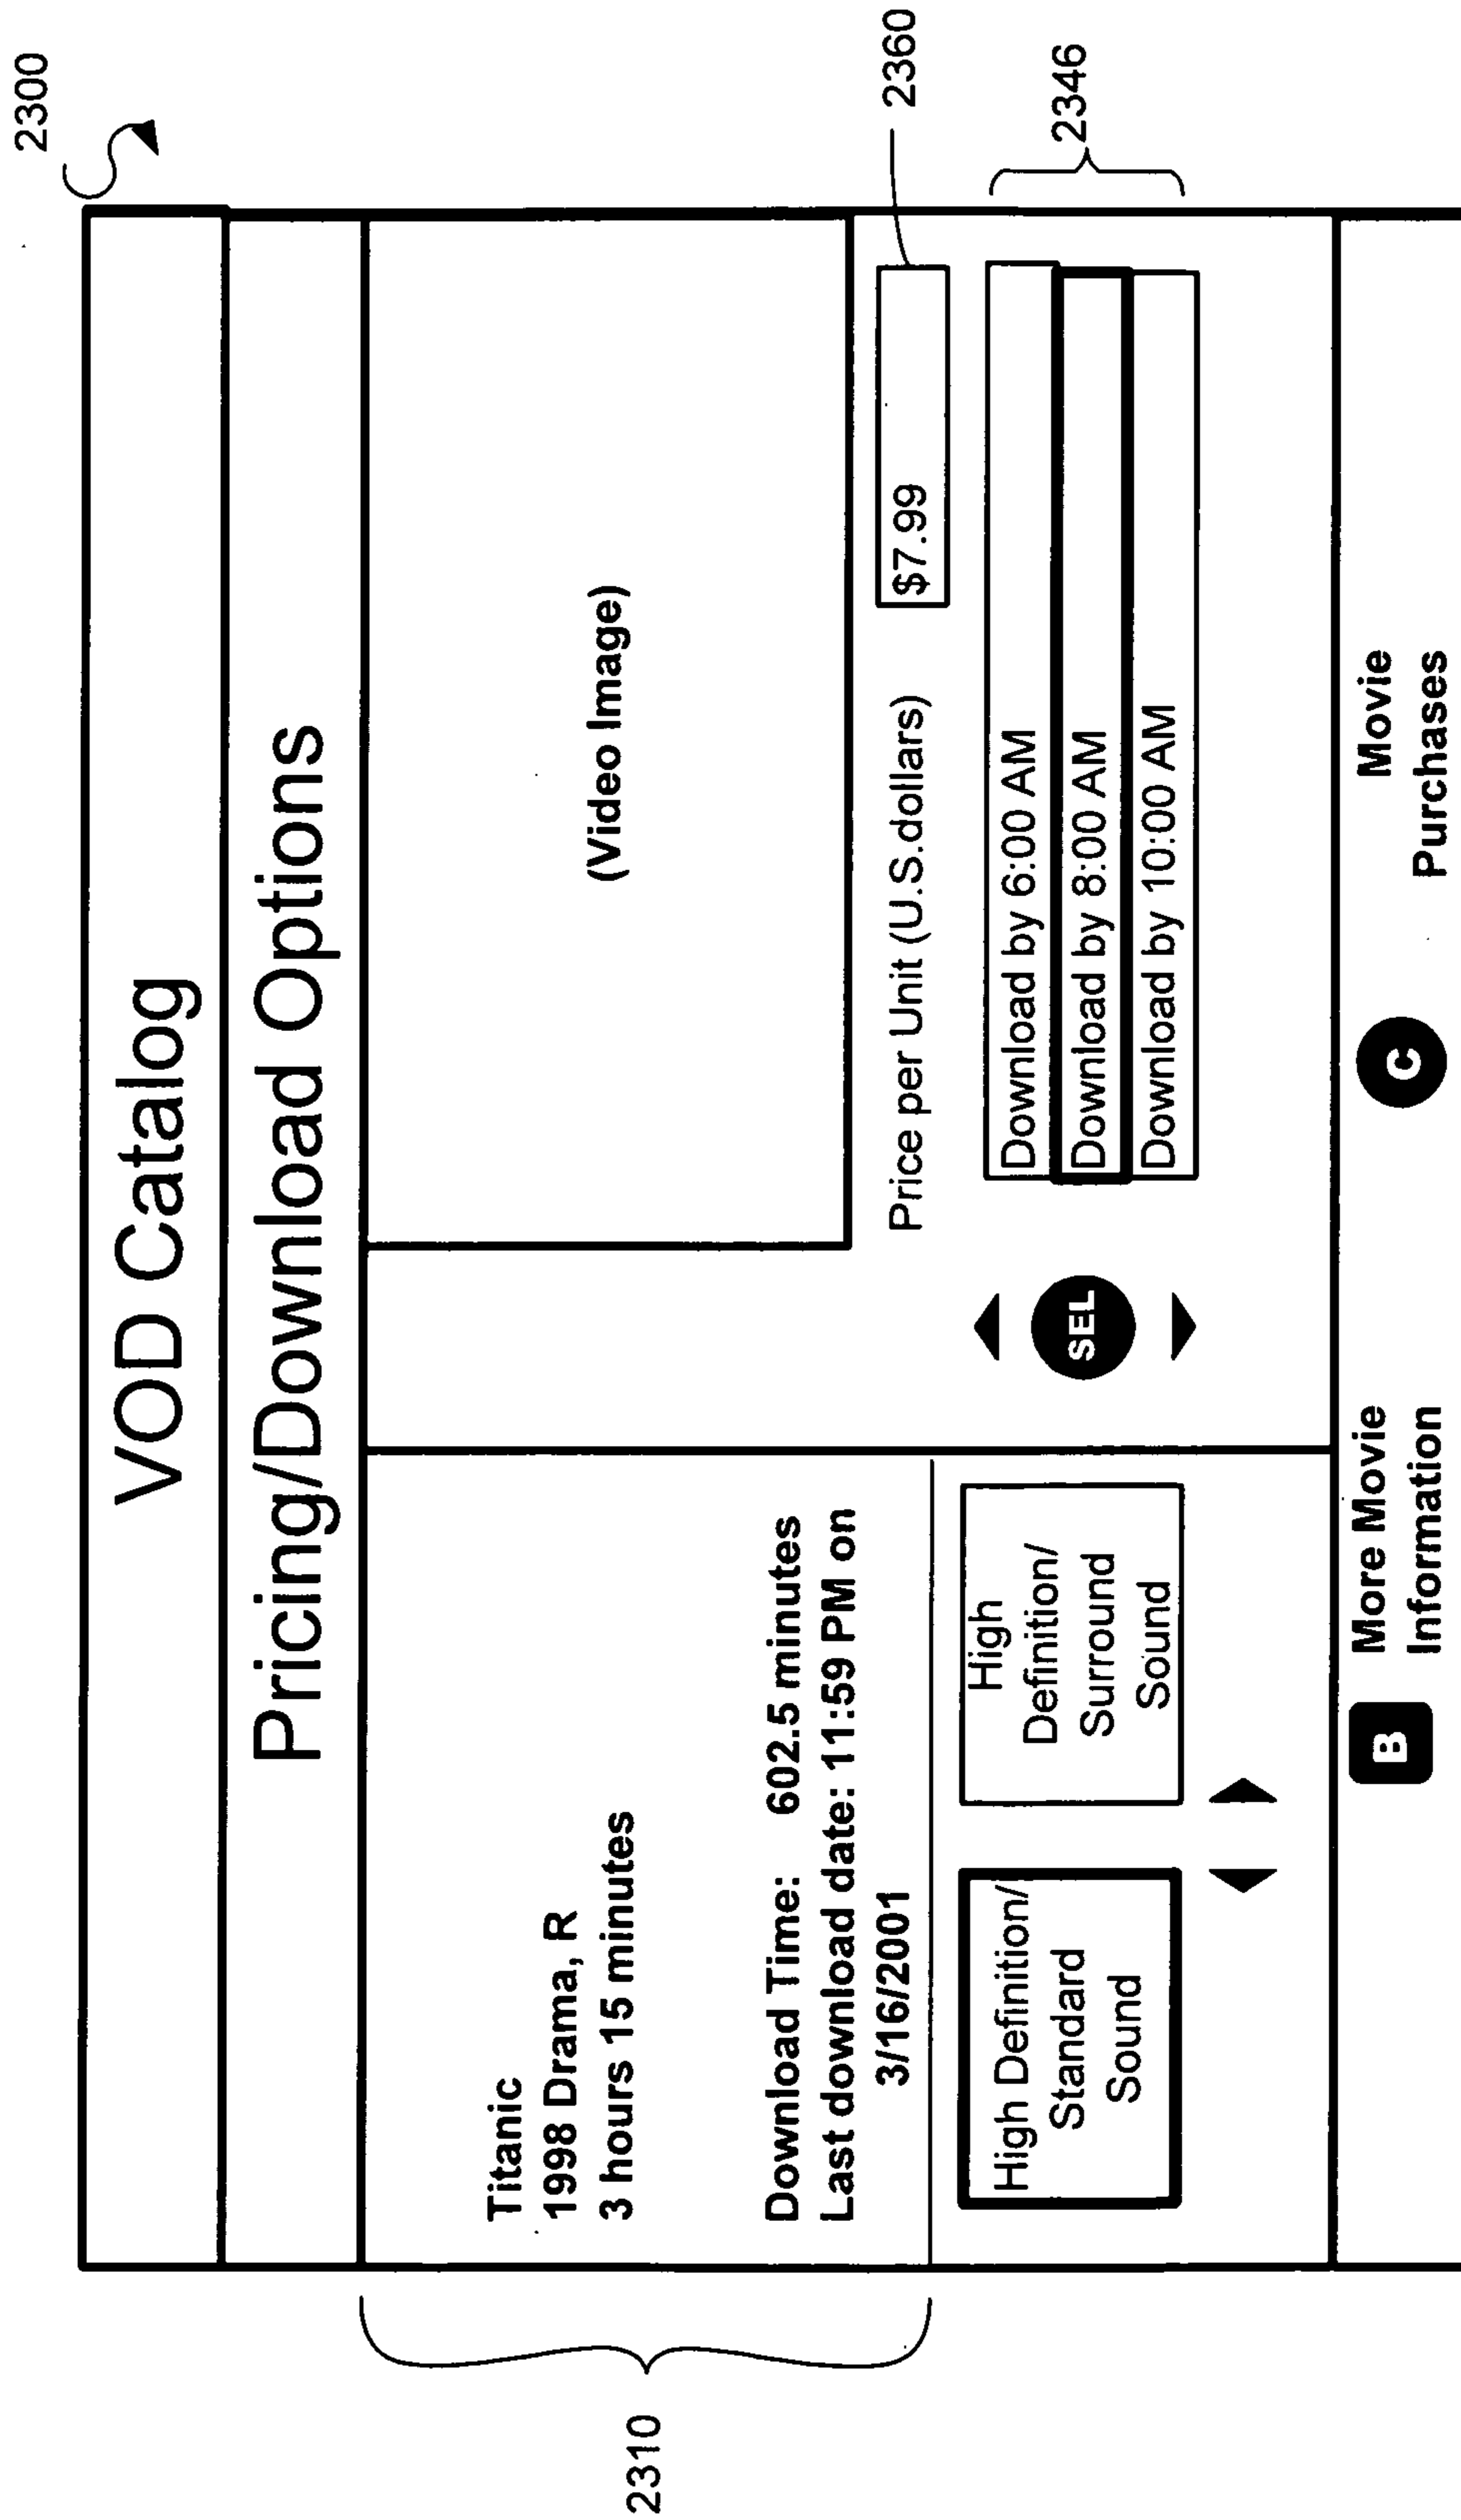 2300
VOD Catalog
Pricing/Download Options
Titanic
1998 Drama, R
3 hours 15 minutes
Download Time: 602.5 minutes
Last download date: 11:59 PM on
3/16/2001
2310
(Video Image)
Price per Unit (U.S.dollars)
$7.99
2360
High Definition/
Standard
Sound
High
Definition/
Surround
Sound
SEL
Download by 6:00 AM
Download by 8:00 AM
Download by 10:00 AM
2346
B
More Movie
Information
C
Movie
Purchases